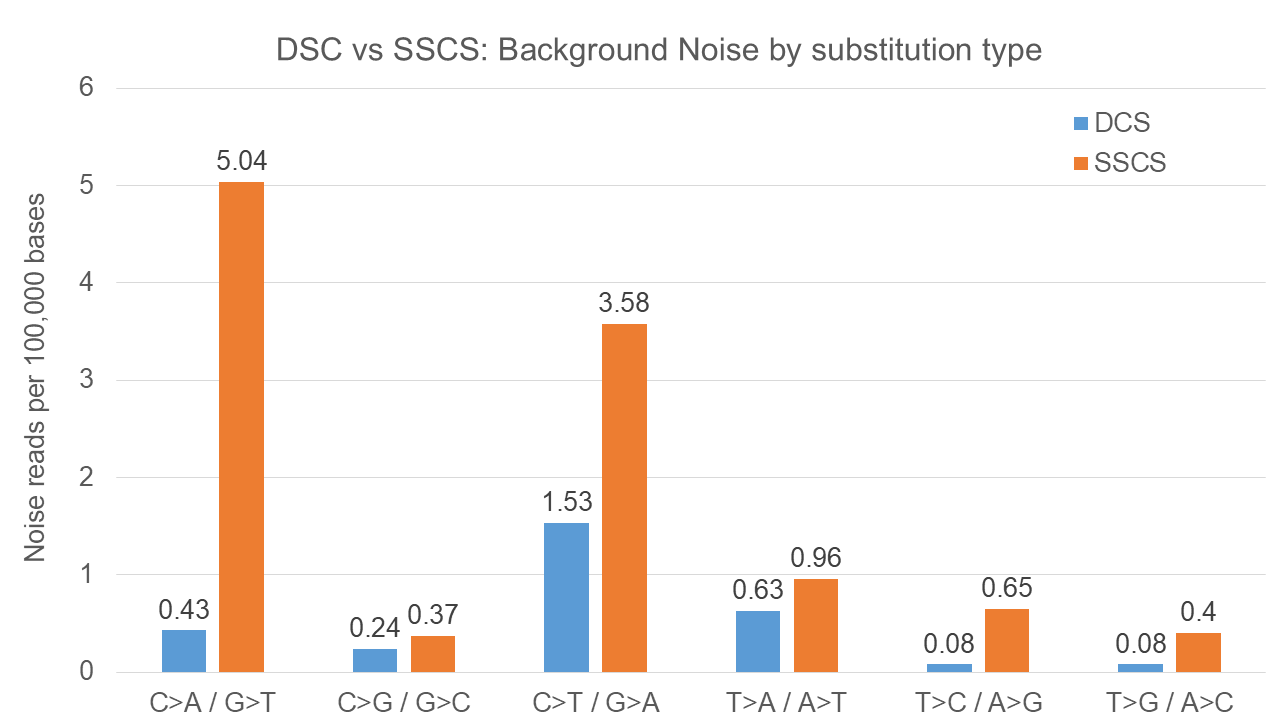 DSC vs SSCS: Background Noise by substitution type
Noise reads per 100,000 bases
6
5
4
3
2
1
0
DCS
SSCS
5.04
0.43
0.24
0.37
1.53
3.58
0.63
0.96
0.08
0.65
0.08
0.4
C>A / G>T
C>G / G>C
C>T / G>A
T>A / A>T
T>C / A>G
T>G / A>C